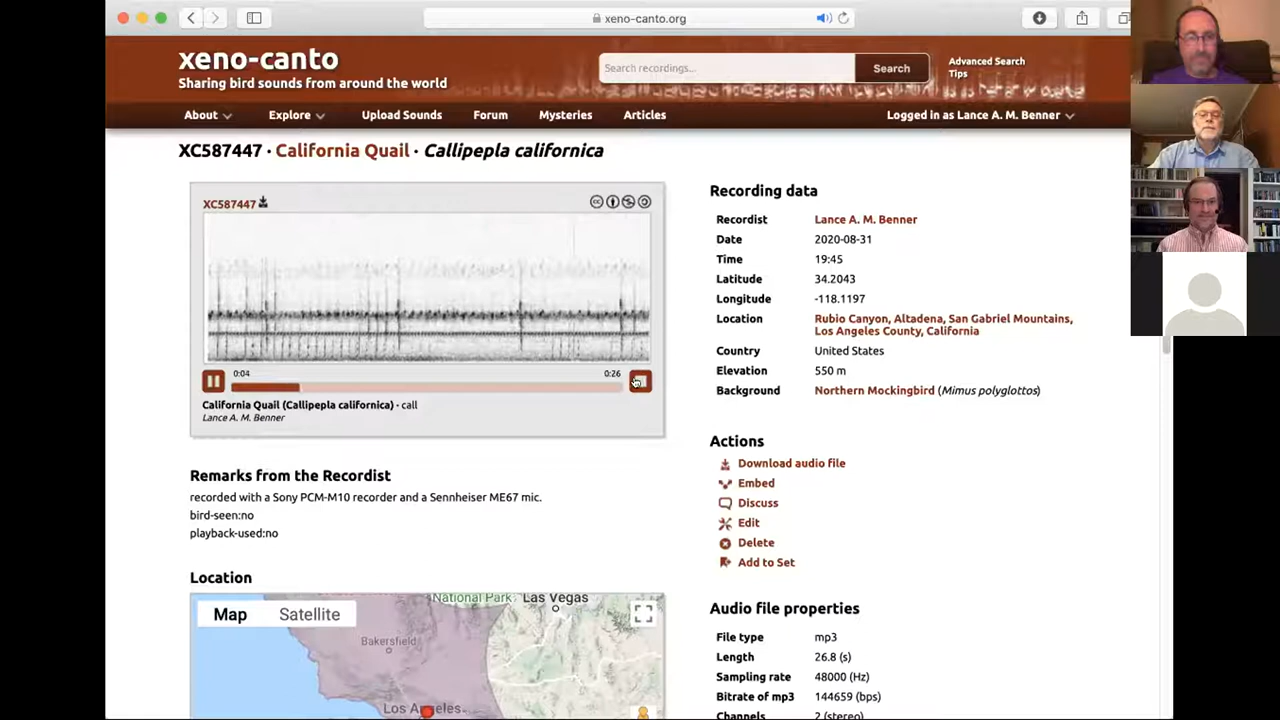 xeno-canto.org
xeno-canto
Sharing bird sounds from around the world
Search recordings...
Search
Advanced Search
Tips
About
Explore
Upload Sounds
Forum
Mysteries
Articles
Logged in as Lance A. M. Benner
XC587447 · California Quail · Callipepla californica
XC587447
0:04
0:26
California Quail (Callipepla californica) · call
Lance A. M. Benner
Remarks from the Recordist
recorded with a Sony PCM-M10 recorder and a Sennheiser ME67 mic.
bird-seen:no
playback-used:no
Location
Map
Satellite
National Park
Las Vegas
Bakersfield
Los Angeles
Recording data
Recordist Lance A. M. Benner
Date 2020-08-31
Time 19:45
Latitude 34.2043
Longitude -118.1197
Location Rubio Canyon, Altadena, San Gabriel Mountains,
Los Angeles County, California
Country United States
Elevation 550 m
Background Northern Mockingbird (Mimus polyglottos)
Actions
Download audio file
Embed
Discuss
Edit
Delete
Add to Set
Audio file properties
File type mp3
Length 26.8 (s)
Sampling rate 48000 (Hz)
Bitrate of mp3 144659 (bps)
Channels 2 (stereo)